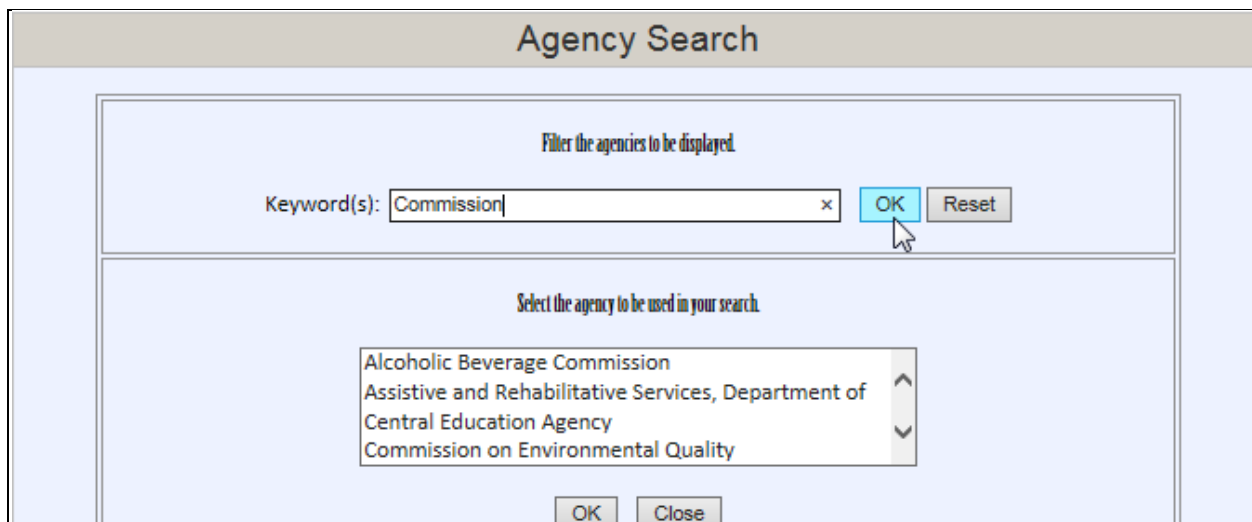 Agency Search
Filter the agencies to be displayed.
Keyword(s): Commission × OK Reset
Select the agency to be used in your search.
Alcoholic Beverage Commission
Assistive and Rehabilitative Services, Department of
Central Education Agency
Commission on Environmental Quality
OK Close